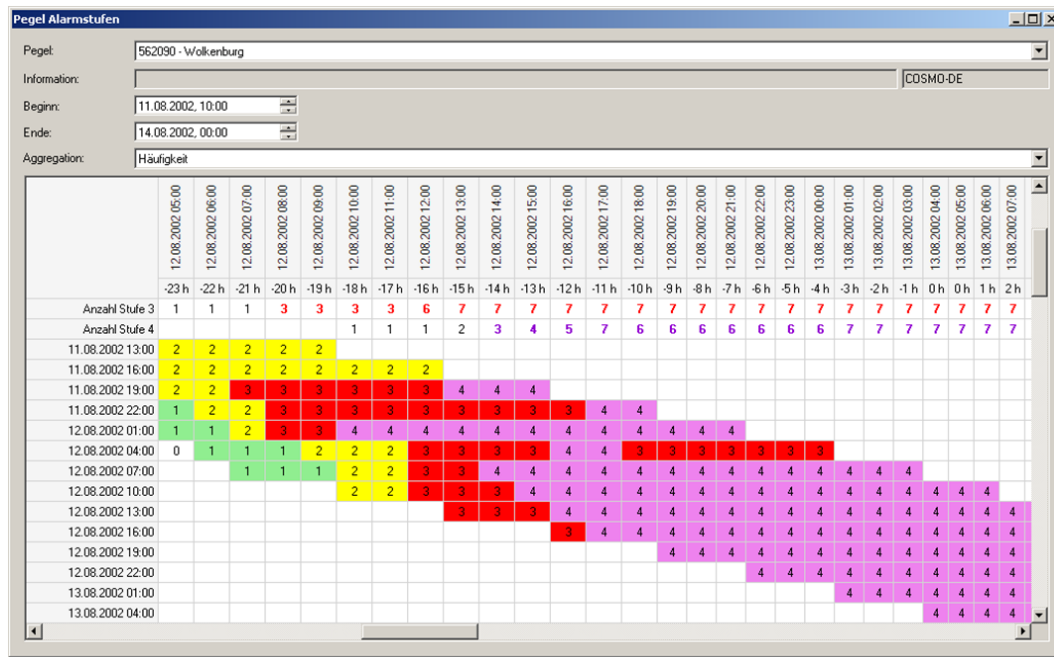 Pegel Alarmstufen
Pegel: 562090 - Wolkenburg
Information: COSMO-DE
Beginn: 11.08.2002, 10:00
Ende: 14.08.2002, 00:00
Aggregation: Häufigkeit
12.08.2002 05:00 12.08.2002 06:00 12.08.2002 07:00 12.08.2002 08:00 12.08.2002 09:00 12.08.2002 10:00 12.08.2002 11:00 12.08.2002 12:00 12.08.2002 13:00 12.08.2002 14:00 12.08.2002 15:00 12.08.2002 16:00 12.08.2002 17:00 12.08.2002 18:00 12.08.2002 19:00 12.08.2002 20:00 12.08.2002 21:00 12.08.2002 22:00 12.08.2002 23:00 13.08.2002 00:00 13.08.2002 01:00 13.08.2002 02:00 13.08.2002 03:00 13.08.2002 04:00 13.08.2002 05:00 13.08.2002 06:00 13.08.2002 07:00
-23 h -22 h -21 h -20 h -19 h -18 h -17 h -16 h -15 h -14 h -13 h -12 h -11 h -10 h -9 h -8 h -7 h -6 h -5 h -4 h -3 h -2 h -1 h 0 h 0 h 1 h 2 h
Anzahl Stufe 3 1 1 1 3 3 3 3 6 7 7 7 7 7 7 7 7 7 7 7 7 7 7 7 7 7 7 7
Anzahl Stufe 4 1 1 1 2 3 4 5 7 6 6 6 6 6 6 6 7 7 7 7 7 7 7
11.08.2002 13:00 2 2 2 2 2
11.08.2002 16:00 2 2 2 2 2 2 2 2
11.08.2002 19:00 2 2 3 3 3 3 3 3 4 4 4
11.08.2002 22:00 1 2 2 3 3 3 3 3 3 3 3 3 4 4
12.08.2002 01:00 1 1 2 3 3 4 4 4 4 4 4 4 4 4 4 4 4
12.08.2002 04:00 0 1 1 1 2 2 2 3 3 3 3 4 4 3 3 3 3 3 3 3
12.08.2002 07:00 1 1 1 2 2 3 3 4 4 4 4 4 4 4 4 4 4 4 4 4 4
12.08.2002 10:00 2 2 3 3 3 4 4 4 4 4 4 4 4 4 4 4 4 4 4 4 4
12.08.2002 13:00 3 3 3 4 4 4 4 4 4 4 4 4 4 4 4 4 4 4 4
12.08.2002 16:00 3 4 4 4 4 4 4 4 4 4 4 4 4 4 4 4
12.08.2002 19:00 4 4 4 4 4 4 4 4 4 4 4 4 4
12.08.2002 22:00 4 4 4 4 4 4 4 4 4 4
13.08.2002 01:00 4 4 4 4 4 4 4
13.08.2002 04:00 4 4 4 4